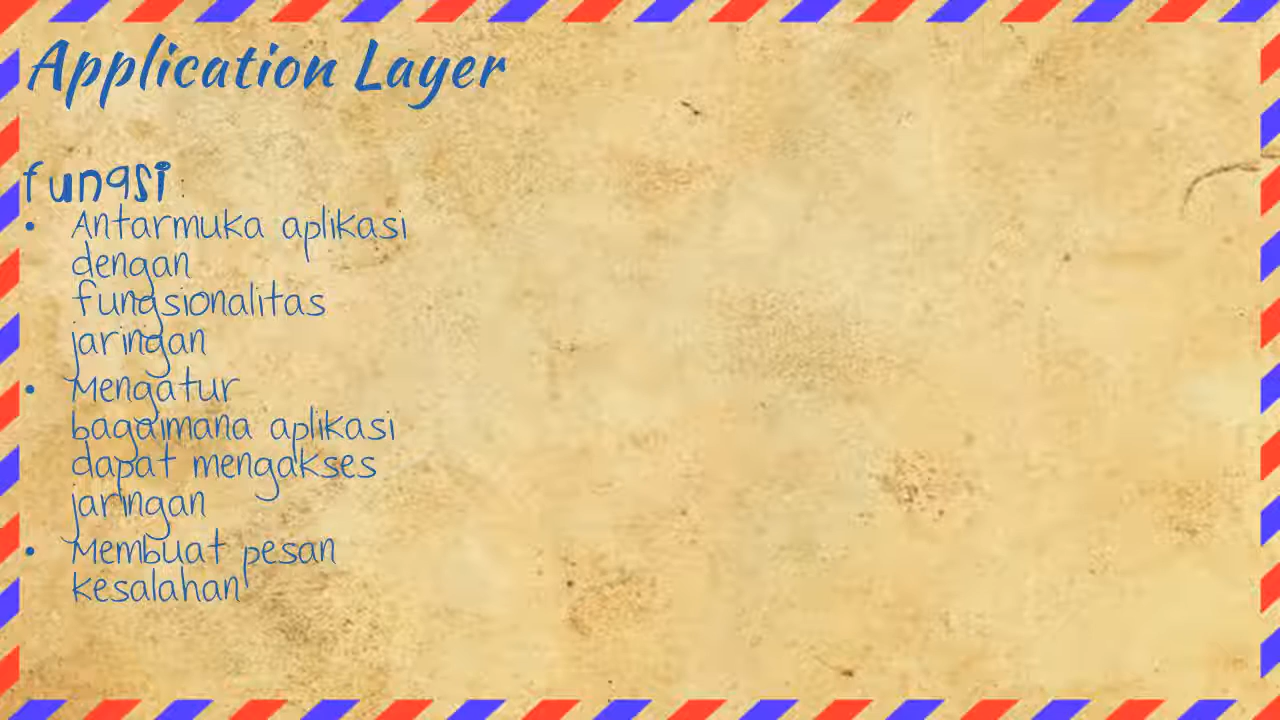 Application Layer
fungsi :
• Antarmuka aplikasi
dengan
fungsionalitas
jaringan
• Mengatur
bagaimana aplikasi
dapat mengakses
jaringan
• Membuat pesan
kesalahan